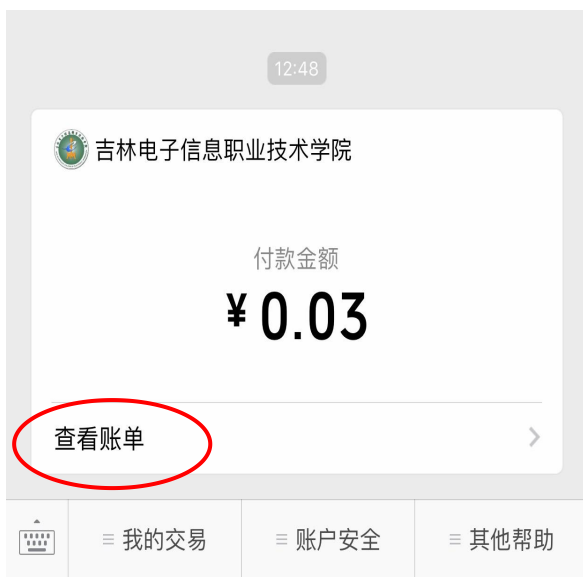 12:48
吉林电子信息职业技术学院
付款金额
¥0.03
查看账单
我的交易 账户安全 其他帮助